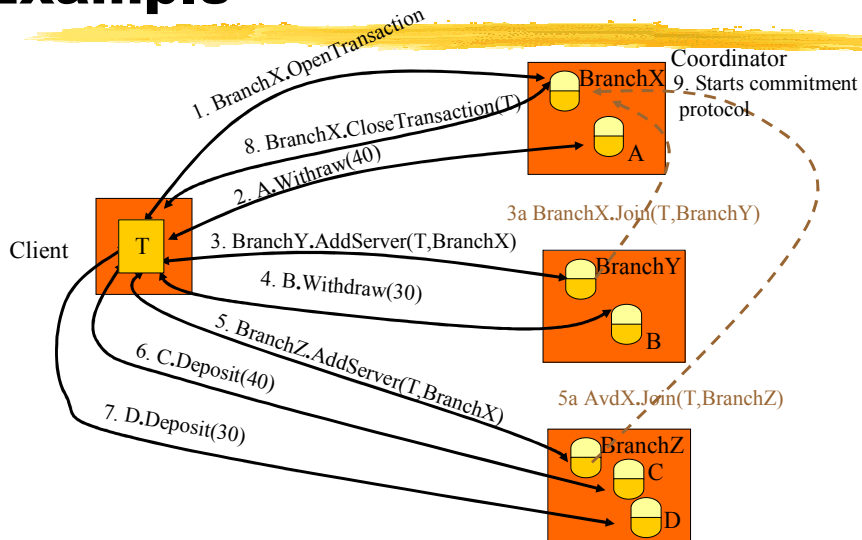 Example
1. BranchX.OpenTransaction
8. BranchX.CloseTransaction(T)
2. A.Withdraw(40)
Coordinator
BranchX
9. Starts commitment
protocol
A
3a BranchX.Join(T,BranchY)
Client
T
3. BranchY.AddServer(T,BranchX)
4. B.Withdraw(30)
BranchY
B
5. BranchZ.AddServer(T,BranchX)
6. C.Deposit(40)
7. D.Deposit(30)
5a AvdX.Join(T,BranchZ)
BranchZ
C
D